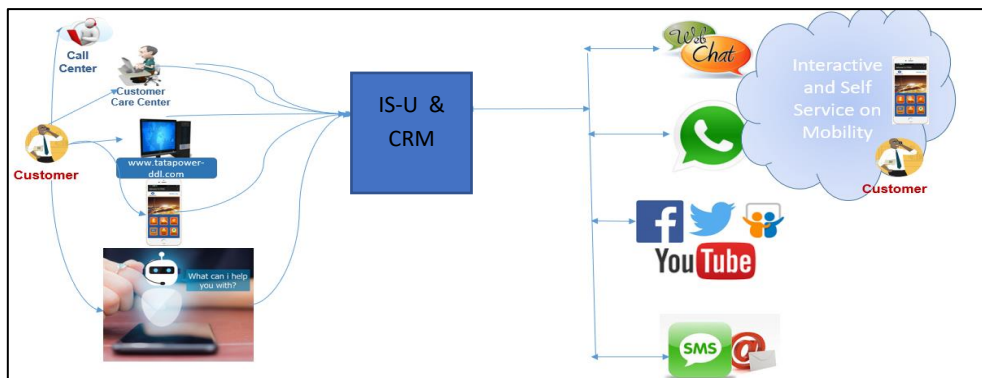 Call
Center
Customer
Care Center
Customer
www.tatapower-
ddl.com
What can i help
you with?
IS-U & 
CRM
Web
Chat
Interactive
and Self
Service on
Mobility
Customer
f
YouTube
SMS
@